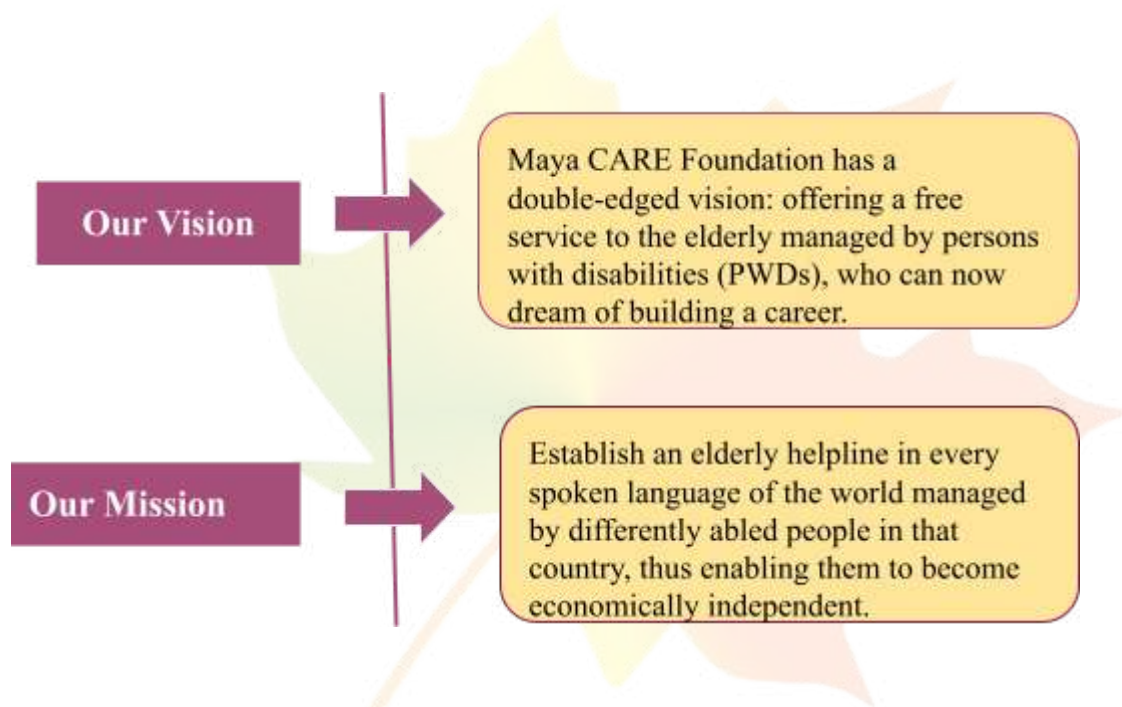 Our Vision
Maya CARE Foundation has a
double-edged vision: offering a free
service to the elderly managed by persons
with disabilities (PWDs), who can now
dream of building a career.
Our Mission
Establish an elderly helpline in every
spoken language of the world managed
by differently abled people in that
country, thus enabling them to become
economically independent.